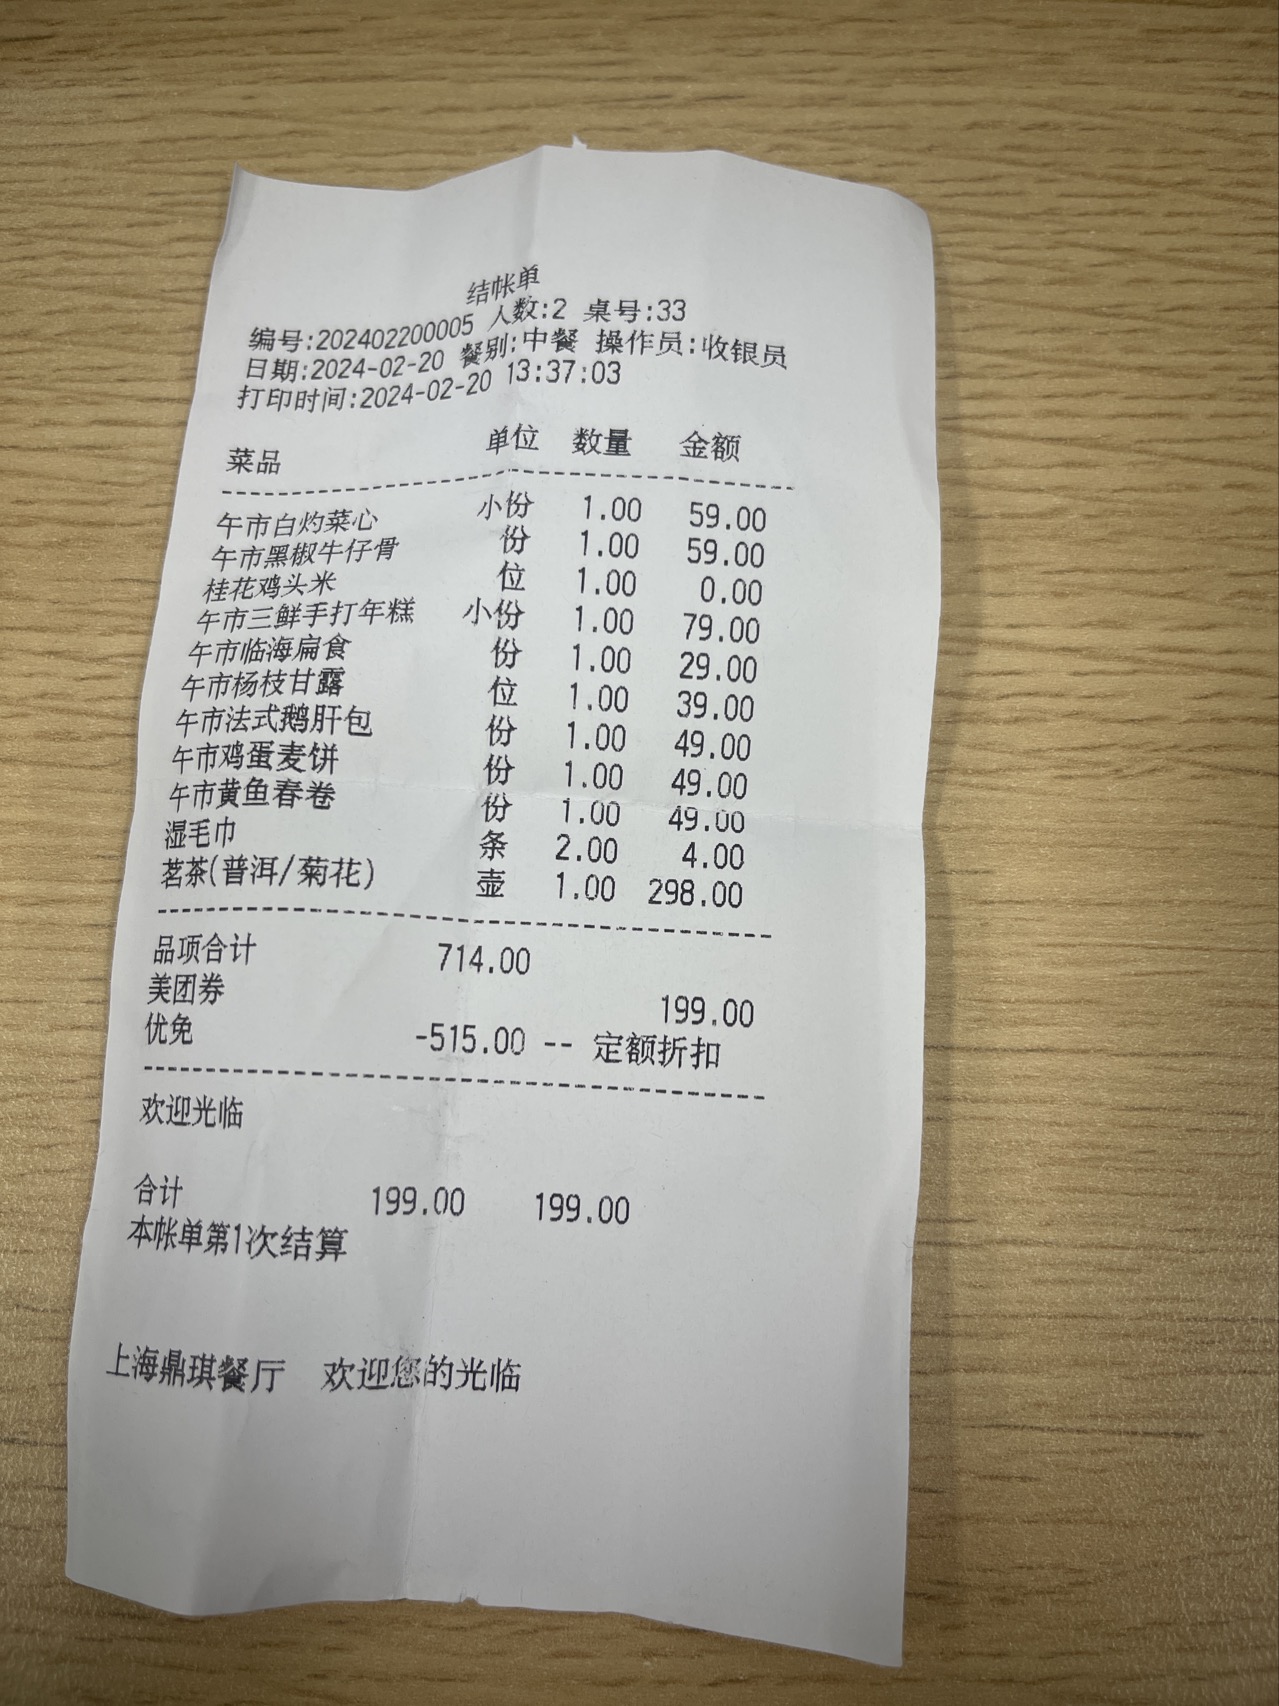 结帐单
编号:202402200005 人数:2 桌号:33
日期:2024-02-20 餐别:中餐 操作员:收银员
打印时间:2024-02-20 13:37:03
菜品 单位 数量 金额
午市白灼菜心 小份 1.00 59.00
午市黑椒牛仔骨 份 1.00 59.00
桂花鸡头米 位 1.00 0.00
午市三鲜手打年糕 小份 1.00 79.00
午市临海扁食 份 1.00 29.00
午市杨枝甘露 位 1.00 39.00
午市法式鹅肝包 份 1.00 49.00
午市鸡蛋麦饼 份 1.00 49.00
午市黄鱼春卷 份 1.00 49.00
湿毛巾 条 2.00 4.00
茗茶(普洱/菊花) 壶 1.00 298.00
品项合计 714.00
美团券 199.00
优免 -515.00 -- 定额折扣
欢迎光临
合计 199.00 199.00
本帐单第1次结算
上海鼎琪餐厅 欢迎您的光临